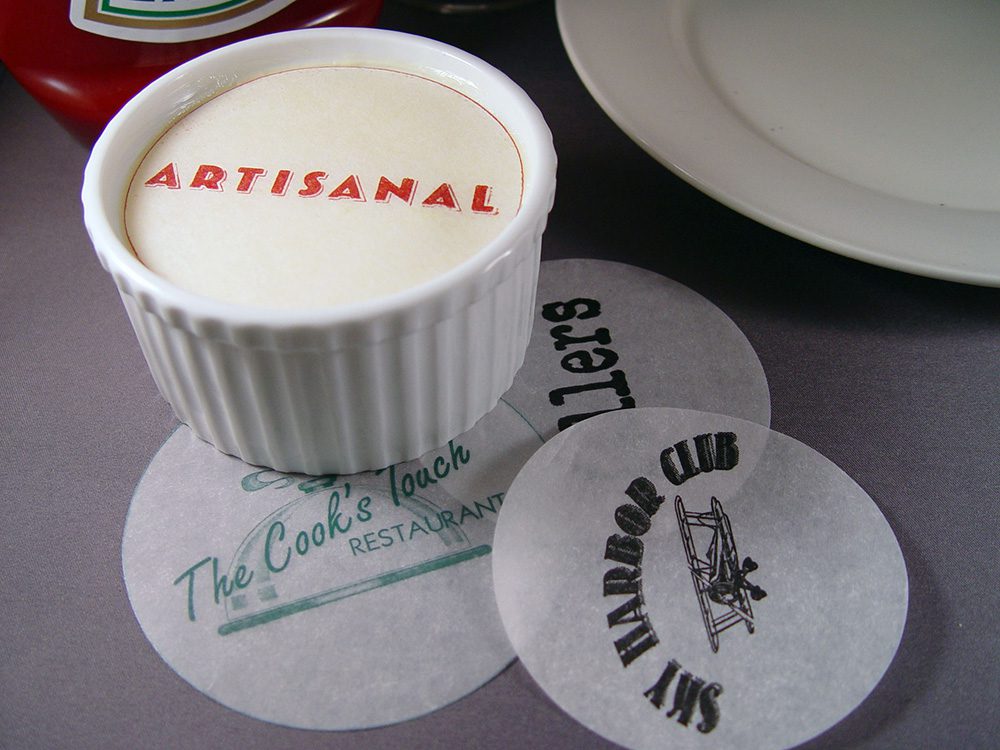 ARTISANAL
The Cook's Touch
RESTAURANT
SKY HARBOR CLUB